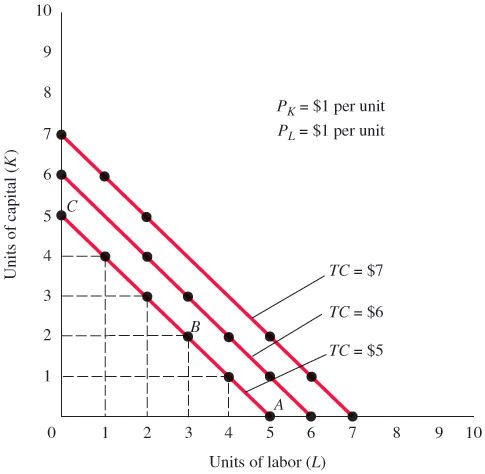 10
9
8
P_K = $1 per unit
P_L = $1 per unit
7
6
C
5
4
TC = $7
3
TC = $6
B
2
TC = $5
1
A
0 1 2 3 4 5 6 7 8 9 10
Units of labor (L)
Units of capital (K)